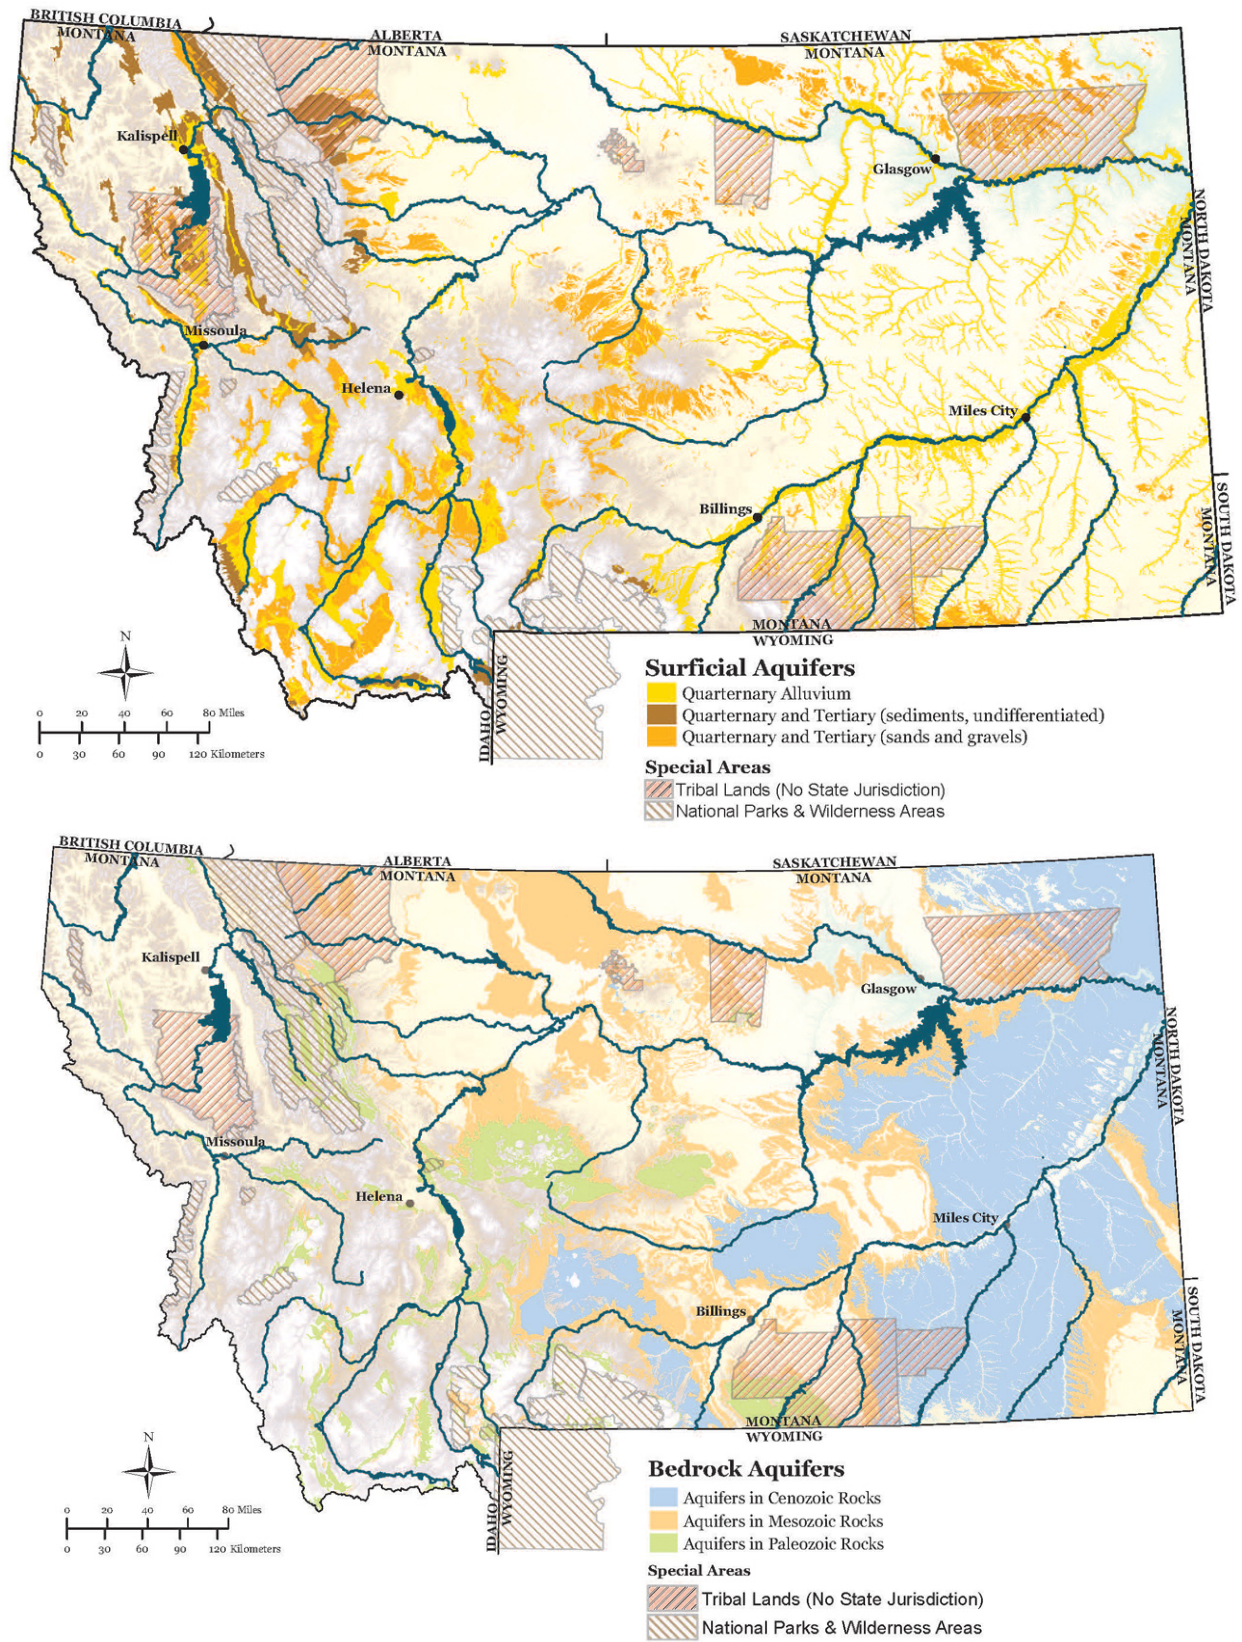 BRITISH COLUMBIA
MONTANA
ALBERTA
MONTANA
SASKATCHEWAN
MONTANA
Kalispell
Glasgow
NORTH DAKOTA
MONTANA
Missoula
Helena
Miles City
Billings
SOUTH DAKOTA
MONTANA
MONTANA
WYOMING
IDAHO
WYOMING
N
0 20 40 60 80 Miles
0 30 60 90 120 Kilometers
Surficial Aquifers
Quarternary Alluvium
Quarternary and Tertiary (sediments, undifferentiated)
Quarternary and Tertiary (sands and gravels)
Special Areas
Tribal Lands (No State Jurisdiction)
National Parks & Wilderness Areas
BRITISH COLUMBIA
MONTANA
ALBERTA
MONTANA
SASKATCHEWAN
MONTANA
Kalispell
Glasgow
NORTH DAKOTA
MONTANA
Missoula
Helena
Miles City
Billings
SOUTH DAKOTA
MONTANA
MONTANA
WYOMING
IDAHO
WYOMING
N
0 20 40 60 80 Miles
0 30 60 90 120 Kilometers
Bedrock Aquifers
Aquifers in Cenozoic Rocks
Aquifers in Mesozoic Rocks
Aquifers in Paleozoic Rocks
Special Areas
Tribal Lands (No State Jurisdiction)
National Parks & Wilderness Areas